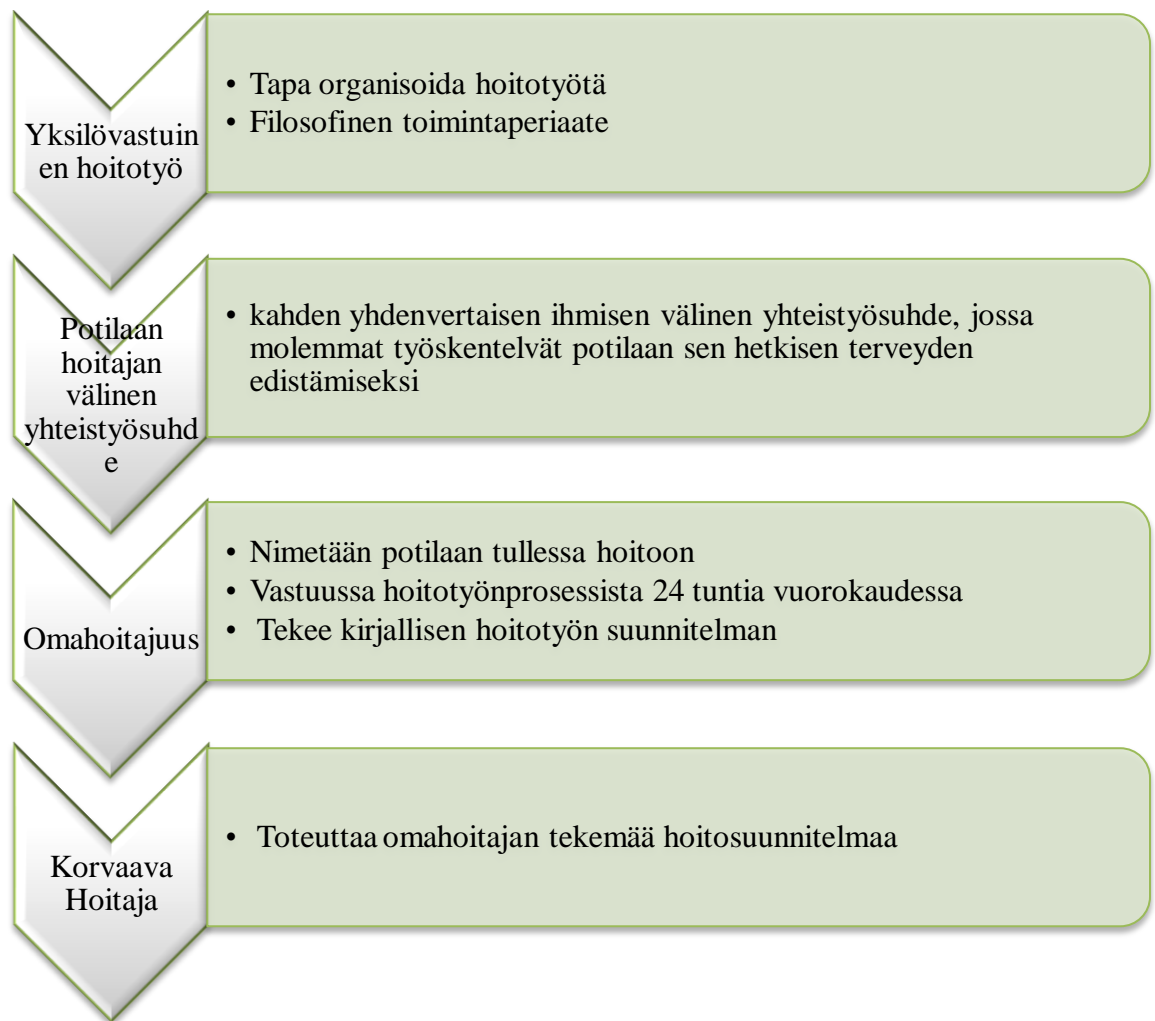 Yksilövastuin
en hoitotyö
• Tapa organisoida hoitotyötä
• Filosofinen toimintaperiaate
Potilaan
hoitajan
välinen
yhteistyösuhd
e
• kahden yhdenvertaisen ihmisen välinen yhteistyösuhde, jossa
molemmat työskentelvät potilaan sen hetkisen terveyden
edistämiseksi
Omahoitajuus
• Nimetään potilaan tullessa hoitoon
• Vastuussa hoitotyönprosessista 24 tuntia vuorokaudessa
• Tekee kirjallisen hoitotyön suunnitelman
Korvaava
Hoitaja
• Toteuttaa omahoitajan tekemää hoitosuunnitelmaa